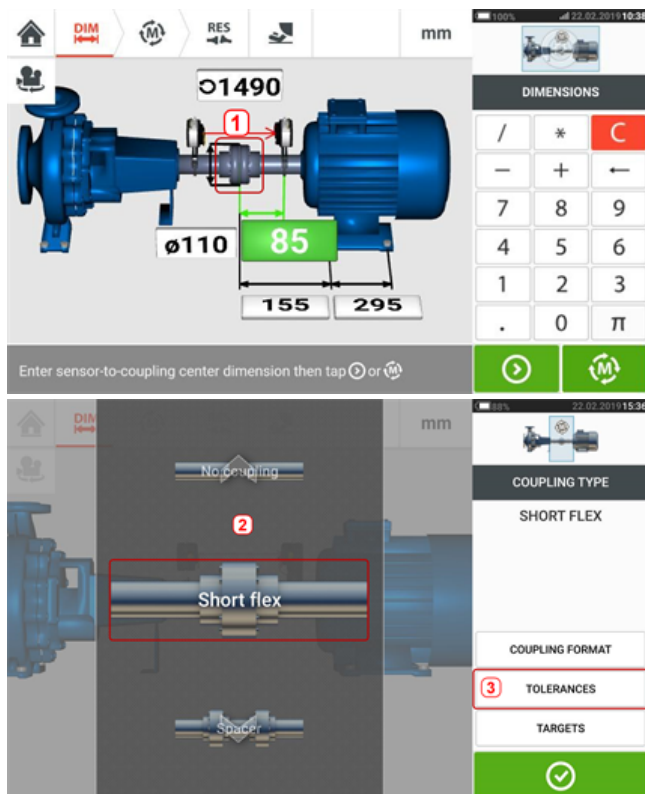 DIM
M
RES
mm
100%
22.02.2019 10:38
1490
1
DIMENSIONS
/ * C
− + ←
7 8 9
ø110
85
4 5 6
155
295
1 2 3
. 0 π
Enter sensor-to-coupling center dimension then tap or M
M
88%
22.02.2019 15:36
DIM
mm
No coupling
COUPLING TYPE
2
SHORT FLEX
Short flex
COUPLING FORMAT
3 TOLERANCES
Spacer
TARGETS